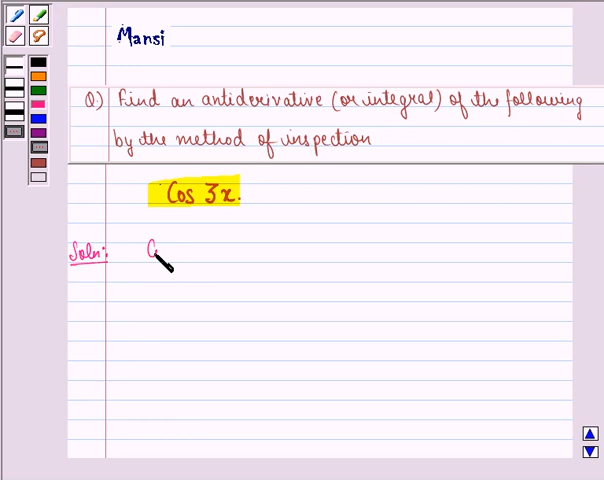 Mansi
Q) Find an antiderivative (or integral) of the following
by the method of inspection
Cos 3x.
Soln: